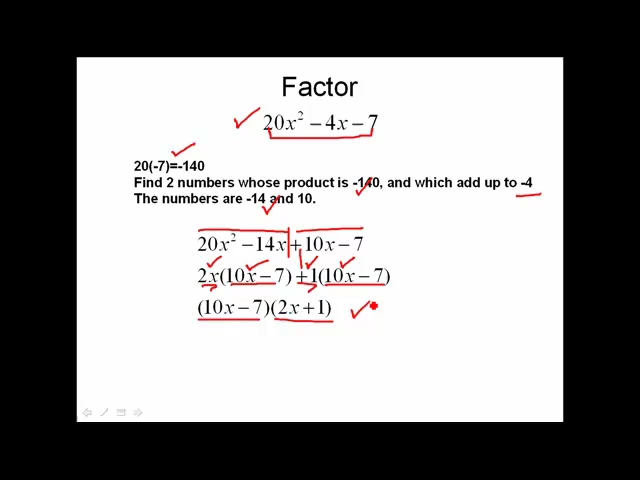 Factor
20x² − 4x − 7
20(-7)=-140
Find 2 numbers whose product is -140, and which add up to -4
The numbers are -14 and 10.
20x² − 14x + 10x − 7
2x(10x − 7) + 1(10x − 7)
(10x − 7)(2x + 1)